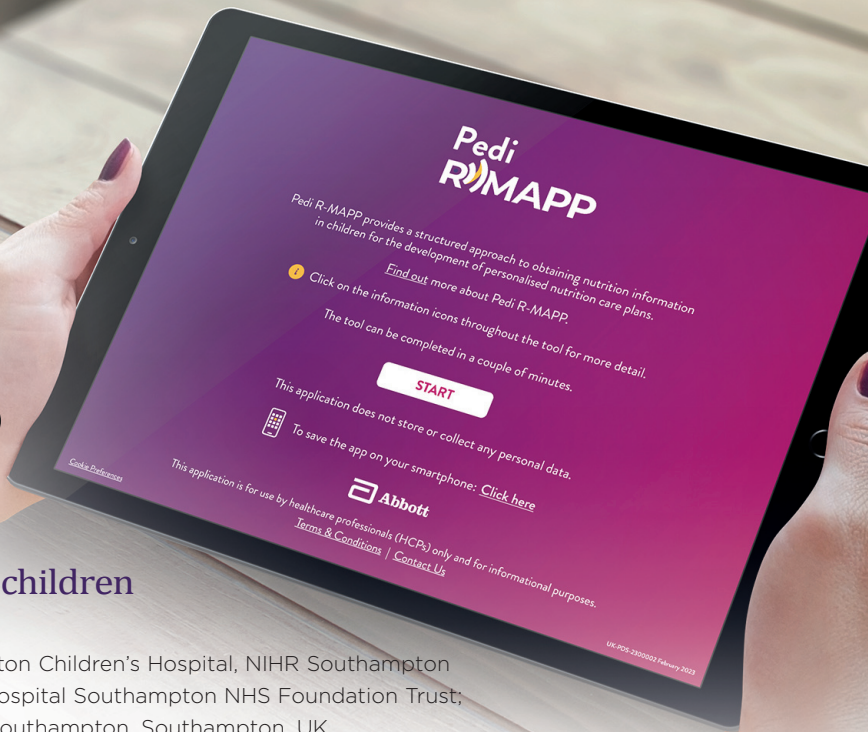 Pedi
R MAPP
Pedi R-MAPP provides a structured approach to obtaining nutrition information
in children for the development of personalised nutrition care plans.
Find out more about Pedi R-MAPP.
i Click on the information icons throughout the tool for more detail.
The tool can be completed in a couple of minutes.
START
This application does not store or collect any personal data.
To save the app on your smartphone: Click here
Abbott
This application is for use by healthcare professionals (HCPs) only and for informational purposes.
Terms & Conditions | Contact Us
Cookie Preferences
UK-PDS-2300002 February 2023
children
ton Children's Hospital, NIHR Southampton
ospital Southampton NHS Foundation Trust;
outhampton, Southampton, UK